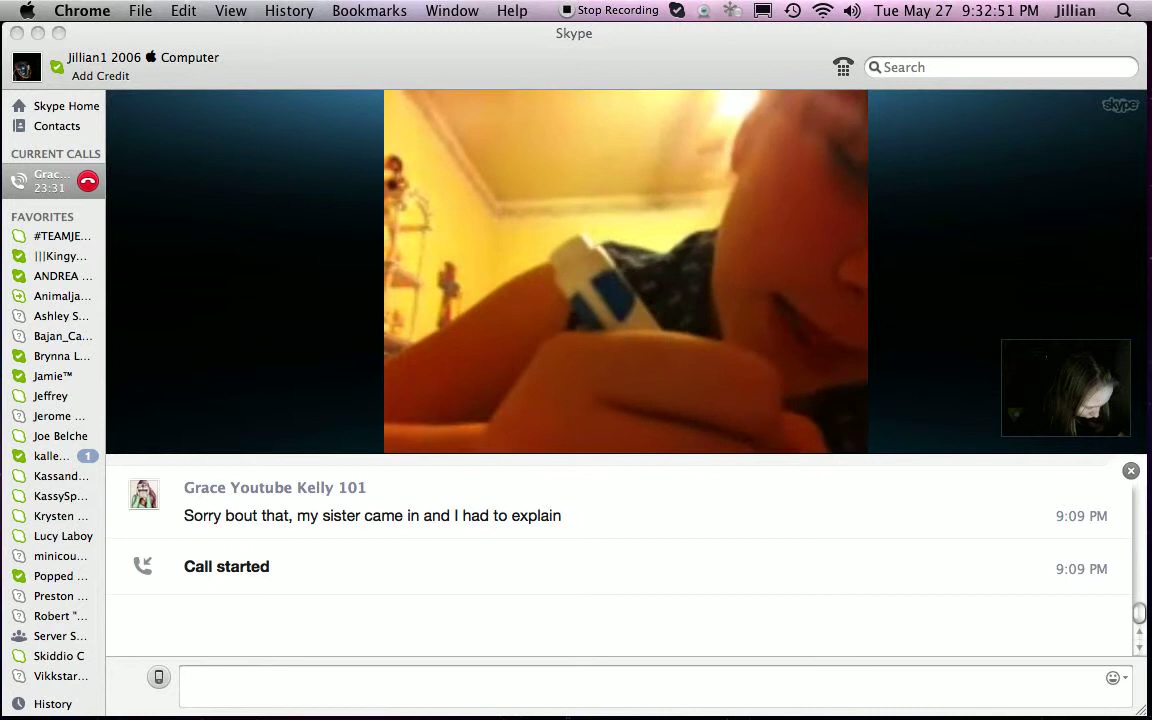 Chrome File Edit View History Bookmarks Window Help Stop Recording Tue May 27 9:32:51 PM Jillian
Skype
Jillian1 2006 Computer
Add Credit
Search
Skype Home
Contacts
CURRENT CALLS
Grac...
23:31
FAVORITES
#TEAMJE...
|||Kingy...
ANDREA ...
Animalja...
Ashley S...
Bajan_Ca...
Brynna L...
Jamie™
Jeffrey
Jerome ...
Joe Belche
kalle... 1
Kassand...
KassySp...
Krysten ...
Lucy Laboy
minicou...
Popped ...
Preston ...
Robert "...
Server S...
Skiddio C
Vikkstar...
History
skype
Grace Youtube Kelly 101
Sorry bout that, my sister came in and I had to explain 9:09 PM
Call started 9:09 PM